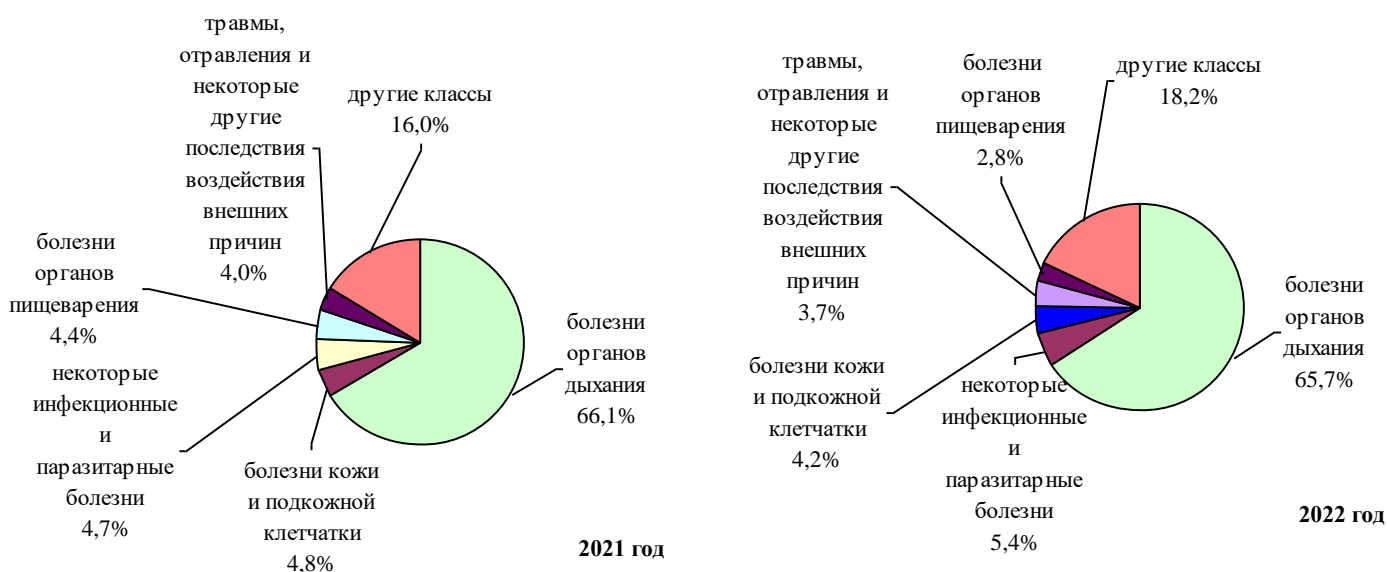 травмы,
отравления и
некоторые
другие
последствия
воздействия
внешних
причин
4,0%
другие классы
16,0%
болезни
органов
пищеварения
4,4%
некоторые
инфекционные
и
паразитарные
болезни
4,7%
болезни кожи
и подкожной
клетчатки
4,8%
болезни
органов
дыхания
66,1%
2021 год
травмы,
отравления и
некоторые
другие
последствия
воздействия
внешних
причин
3,7%
болезни
органов
пищеварения
2,8%
другие классы
18,2%
болезни
органов
дыхания
65,7%
болезни кожи
и подкожной
клетчатки
4,2%
некоторые
инфекционные
и
паразитарные
болезни
5,4%
2022 год